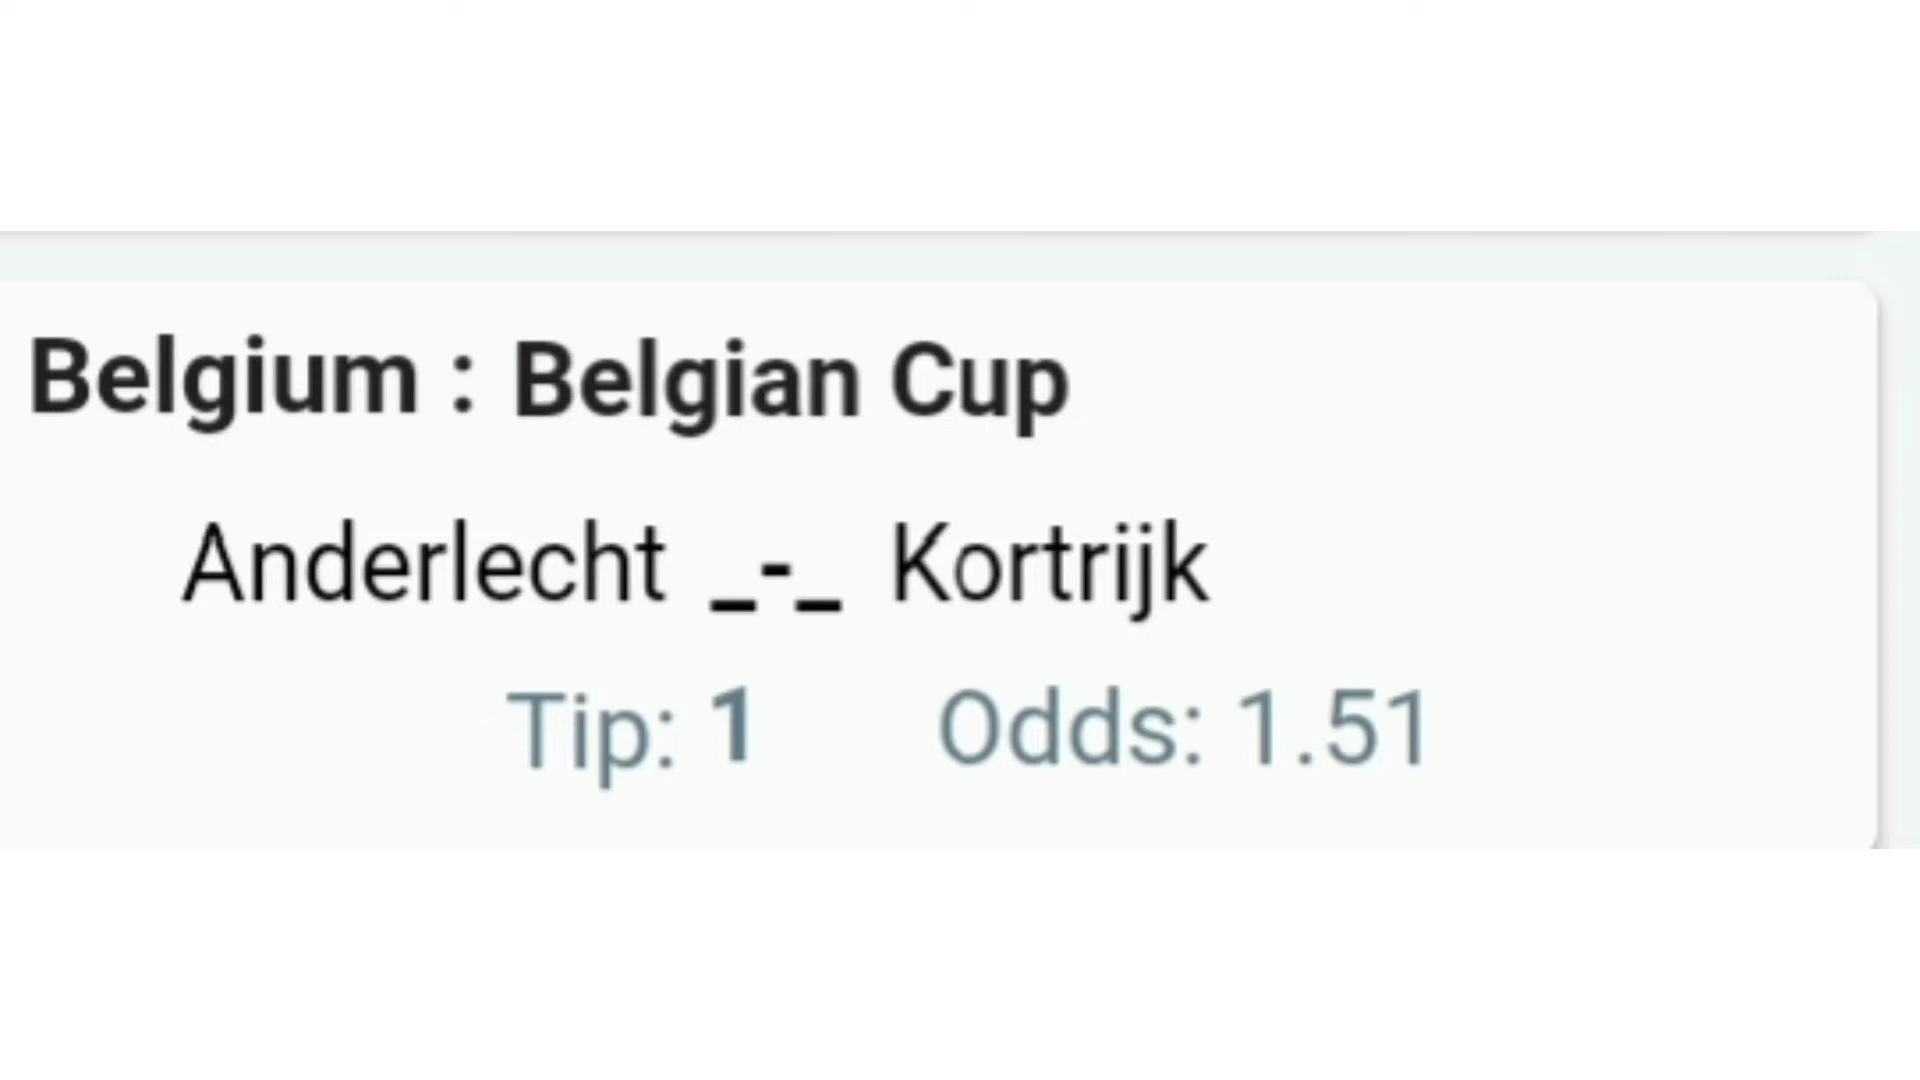 Belgium : Belgian Cup
Anderlecht _-_ Kortrijk
Tip: 1 Odds: 1.51